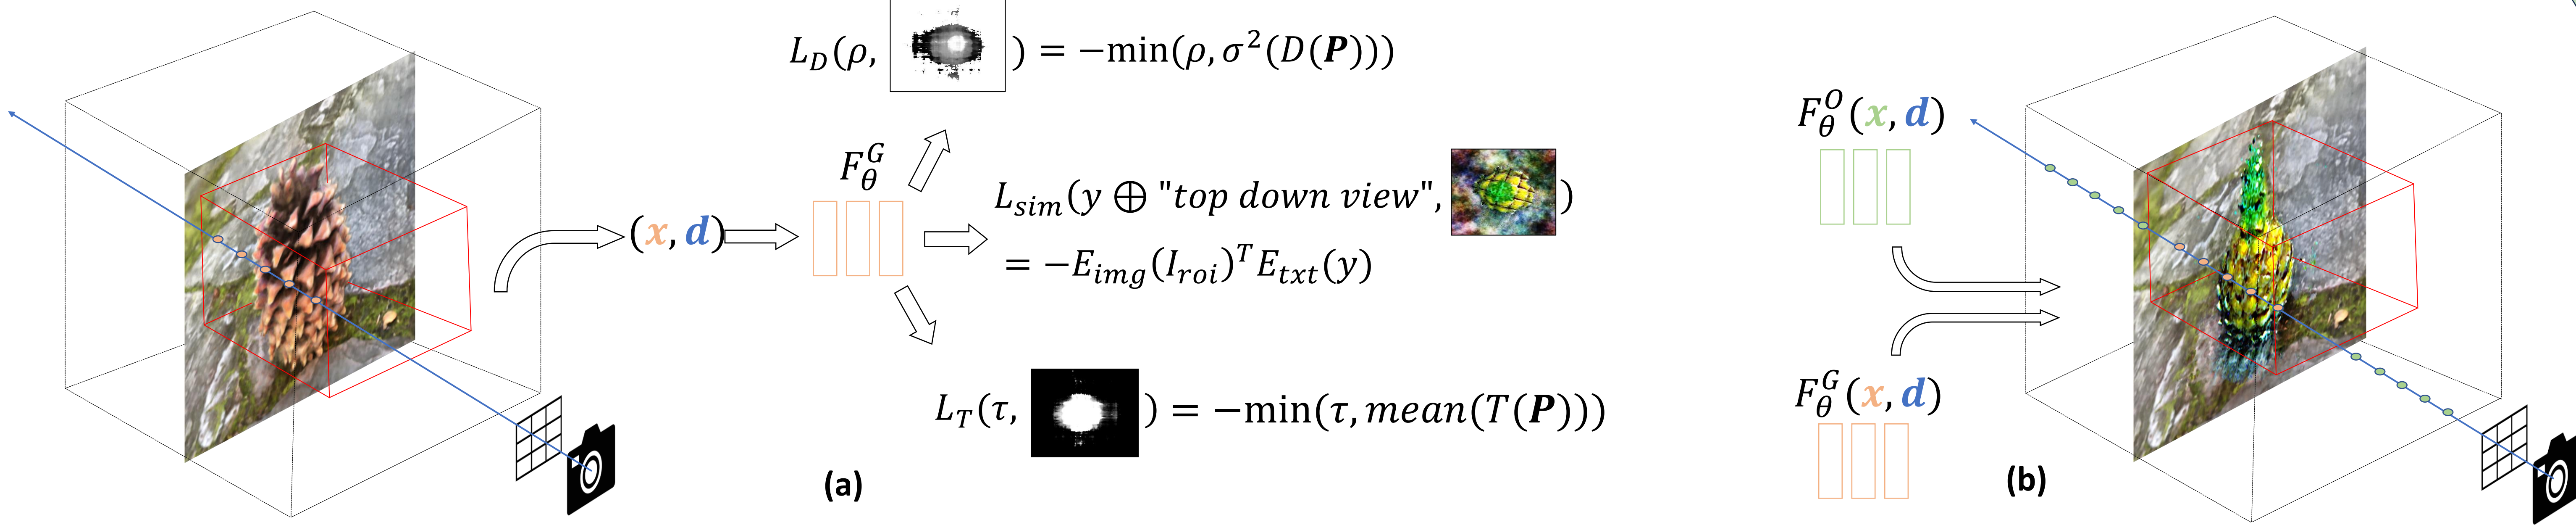 L_D(ρ, ) = −min(ρ, σ²(D(P)))
F_θ^G
(x, d)
L_sim(y ⊕ "top down view", )
= −E_img(I_roi)^T E_txt(y)
L_T(τ, ) = −min(τ, mean(T(P)))
(a)
F_θ^O(x, d)
F_θ^G(x, d)
(b)